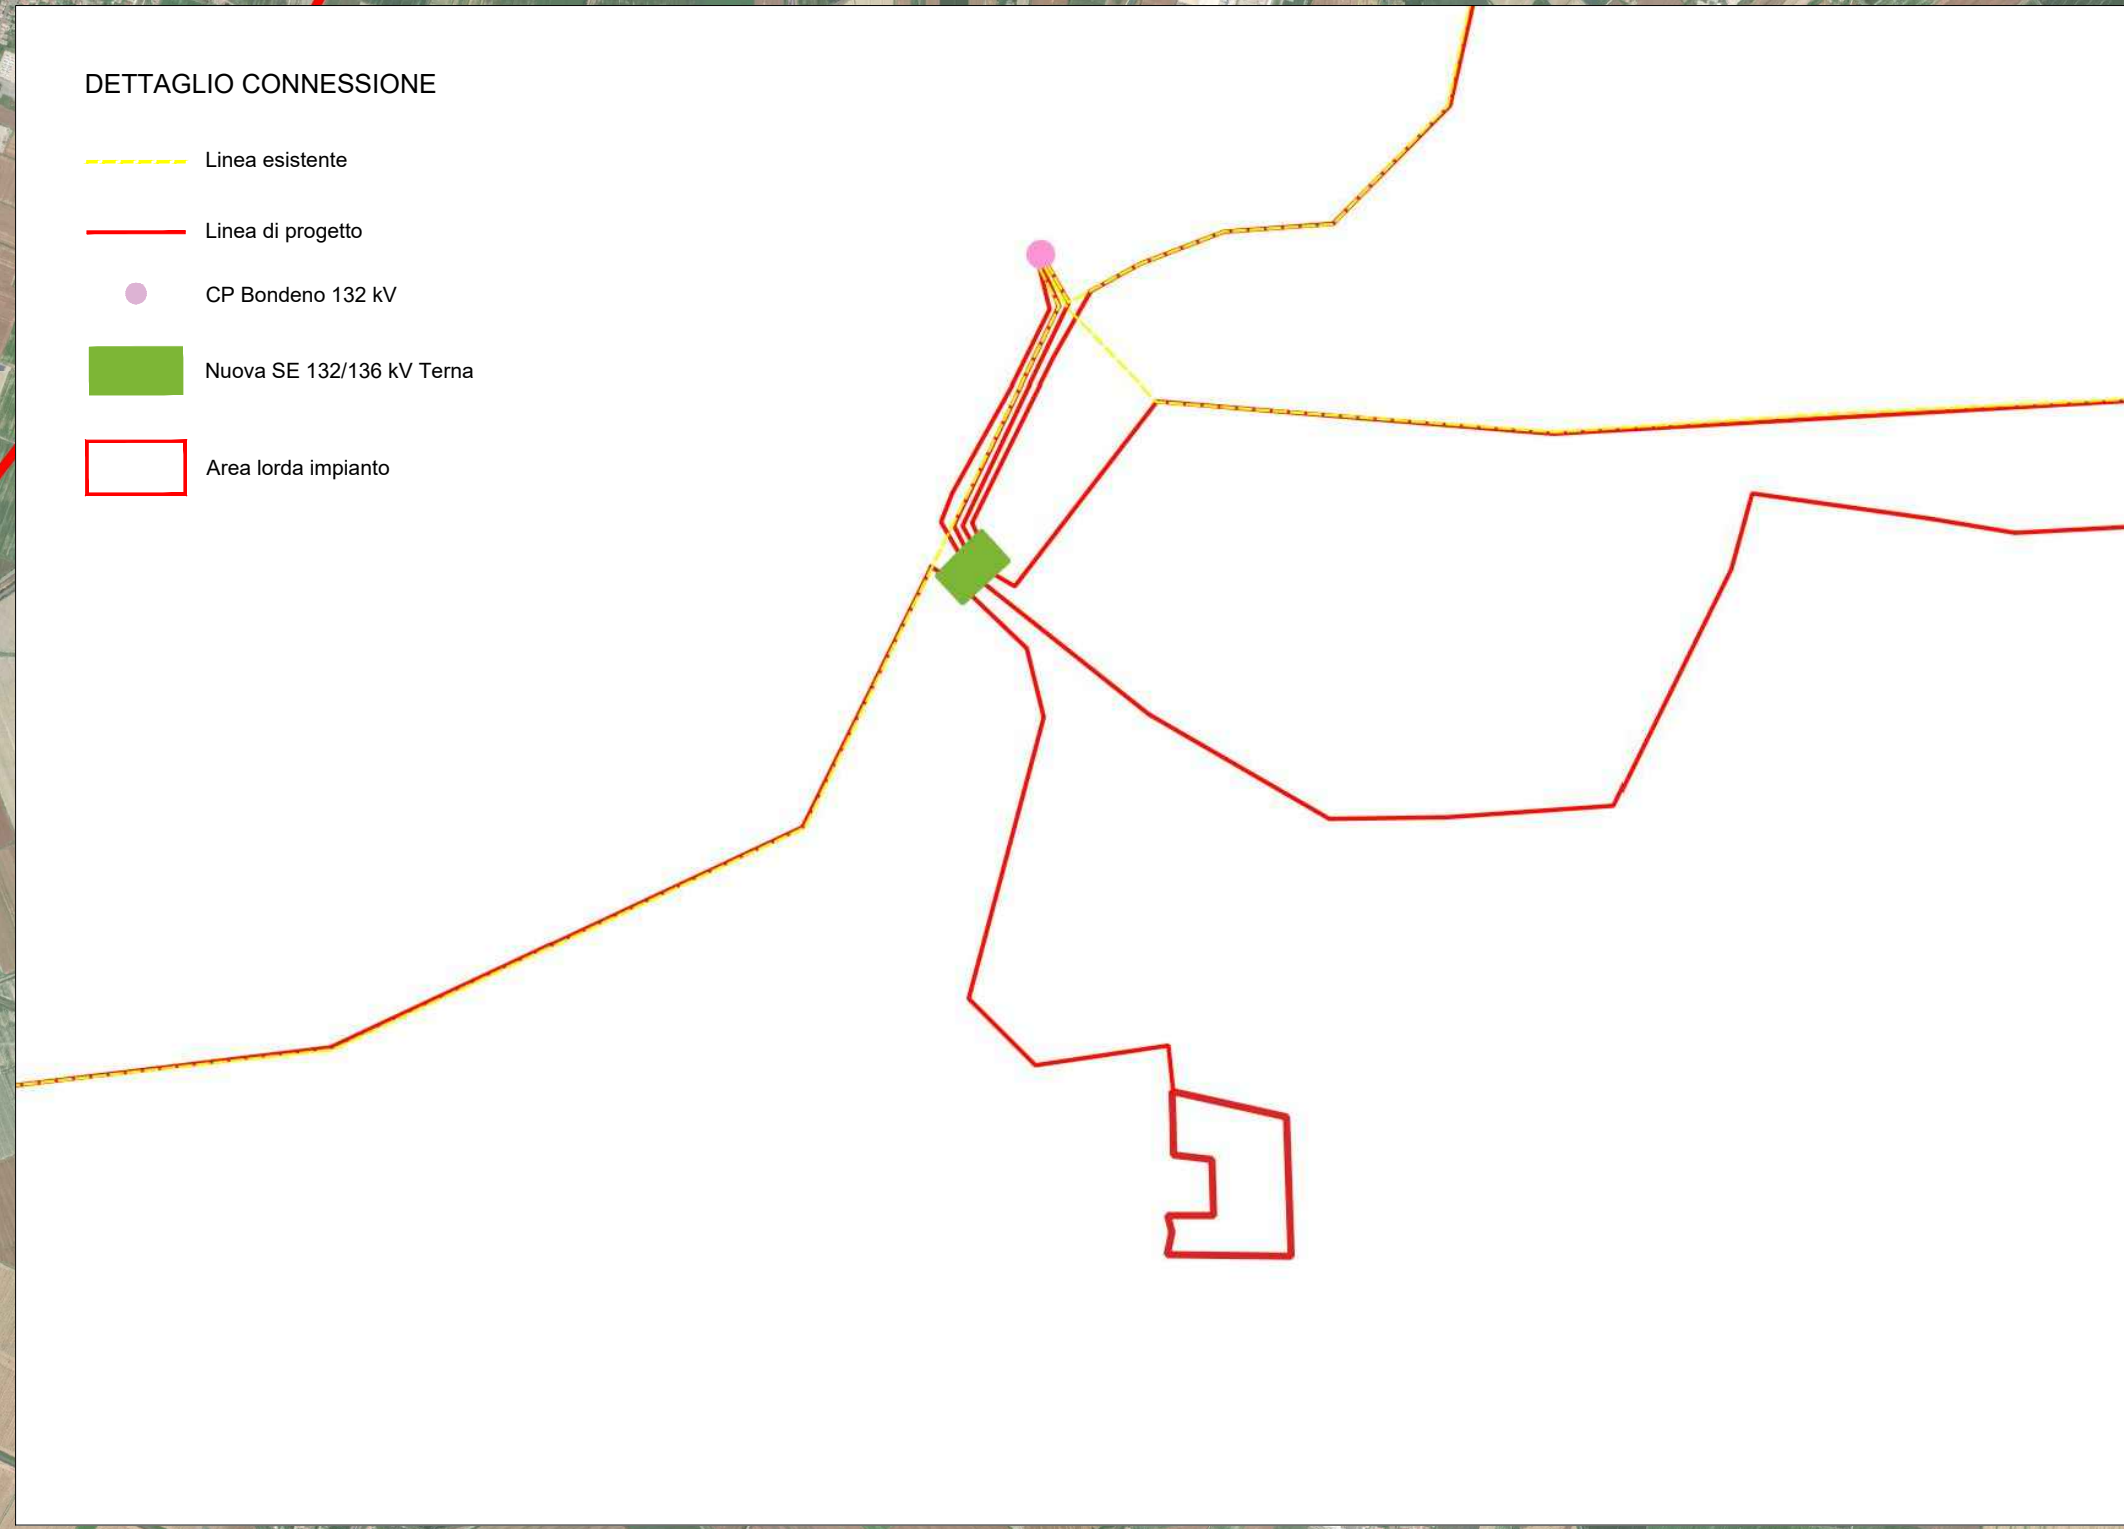 DETTAGLIO CONNESSIONE
Linea esistente
Linea di progetto
CP Bondeno 132 kV
Nuova SE 132/136 kV Terna
Area lorda impianto